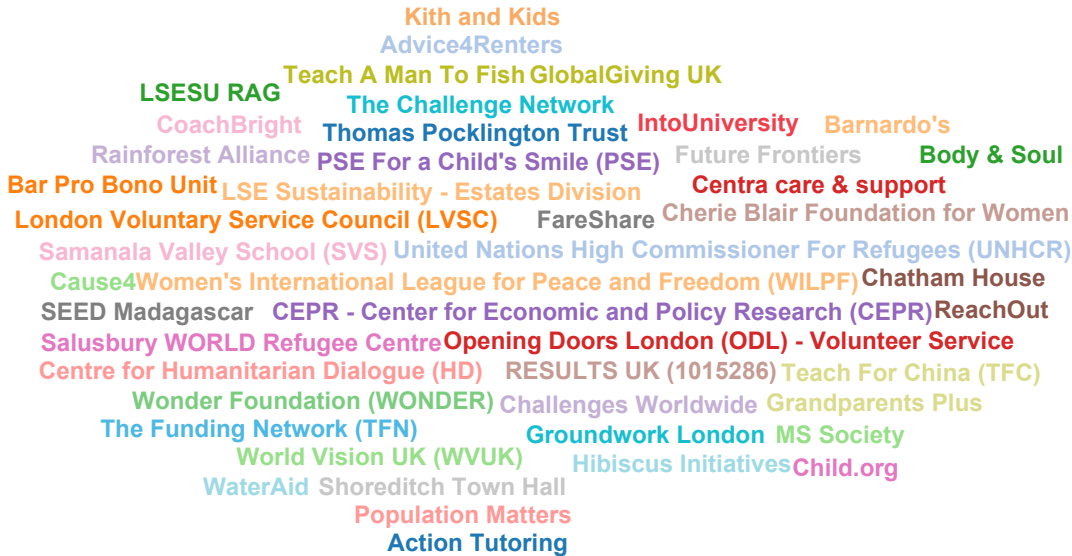 Kith and Kids
Advice4Renters
Teach A Man To Fish GlobalGiving UK
LSESU RAG
The Challenge Network
CoachBright Thomas Pocklington Trust IntoUniversity Barnardo's
Rainforest Alliance PSE For a Child's Smile (PSE) Future Frontiers Body & Soul
Bar Pro Bono Unit LSE Sustainability - Estates Division Centra care & support
London Voluntary Service Council (LVSC) FareShare Cherie Blair Foundation for Women
Samanala Valley School (SVS) United Nations High Commissioner For Refugees (UNHCR)
Cause4 Women's International League for Peace and Freedom (WILPF) Chatham House
SEED Madagascar CEPR - Center for Economic and Policy Research (CEPR) ReachOut
Salusbury WORLD Refugee Centre Opening Doors London (ODL) - Volunteer Service
Centre for Humanitarian Dialogue (HD) RESULTS UK (1015286) Teach For China (TFC)
Wonder Foundation (WONDER) Challenges Worldwide Grandparents Plus
The Funding Network (TFN) Groundwork London MS Society
World Vision UK (WVUK) Hibiscus Initiatives Child.org
WaterAid Shoreditch Town Hall
Population Matters
Action Tutoring